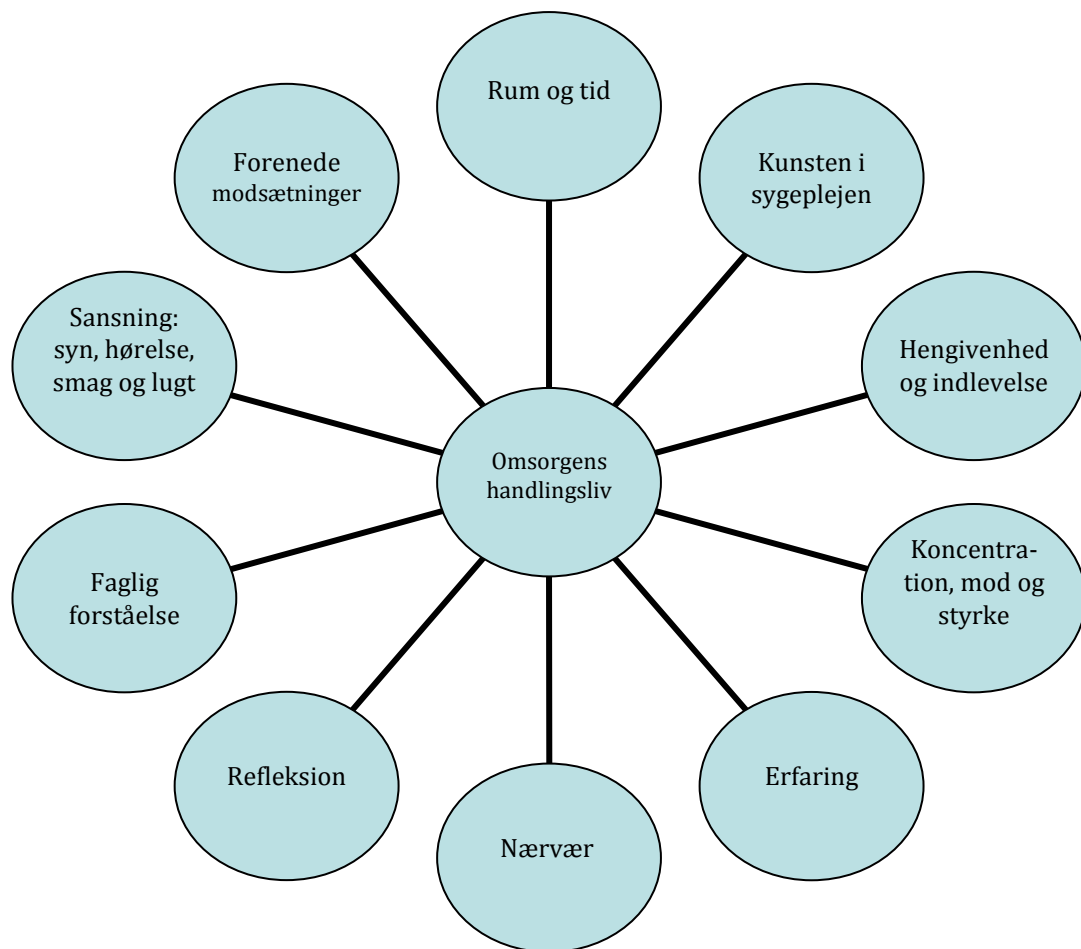 Rum og tid
Forenede
modsætninger
Kunsten i
sygeplejen
Sansning:
syn, hørelse,
smag og lugt
Hengivenhed
og indlevelse
Omsorgens
handlingsliv
Faglig
forståelse
Koncentra-
tion, mod og
styrke
Refleksion
Erfaring
Nærvær